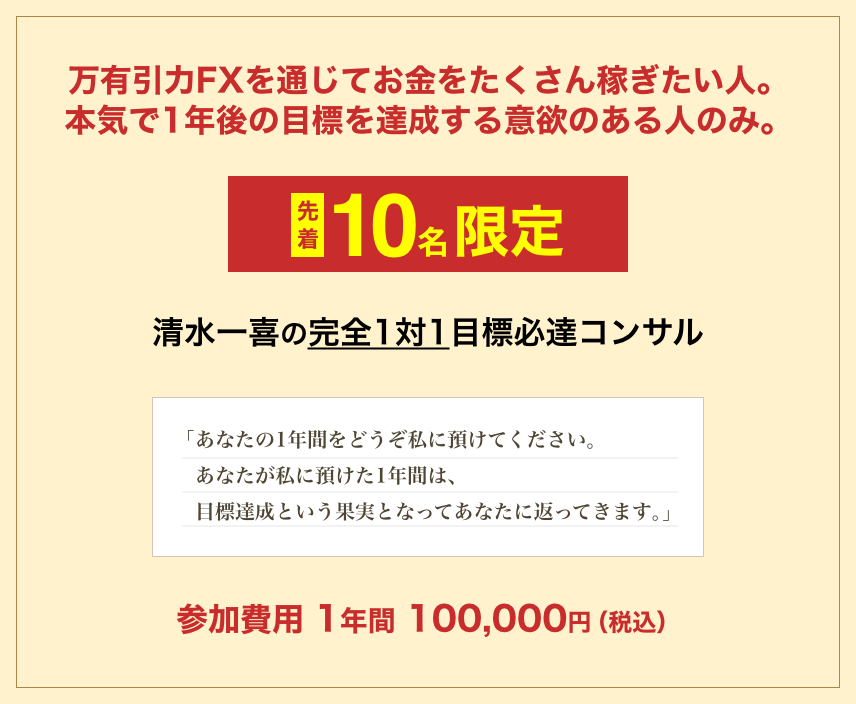 万有引力FXを通じてお金をたくさん稼ぎたい人。
本気で1年後の目標を達成する意欲のある人のみ。
先着10名限定
清水一喜の完全1対1目標必達コンサル
「あなたの1年間をどうぞ私に預けてください。
あなたが私に預けた1年間は、
目標達成という果実となってあなたに返ってきます。」
参加費用 1年間 100,000円(税込)